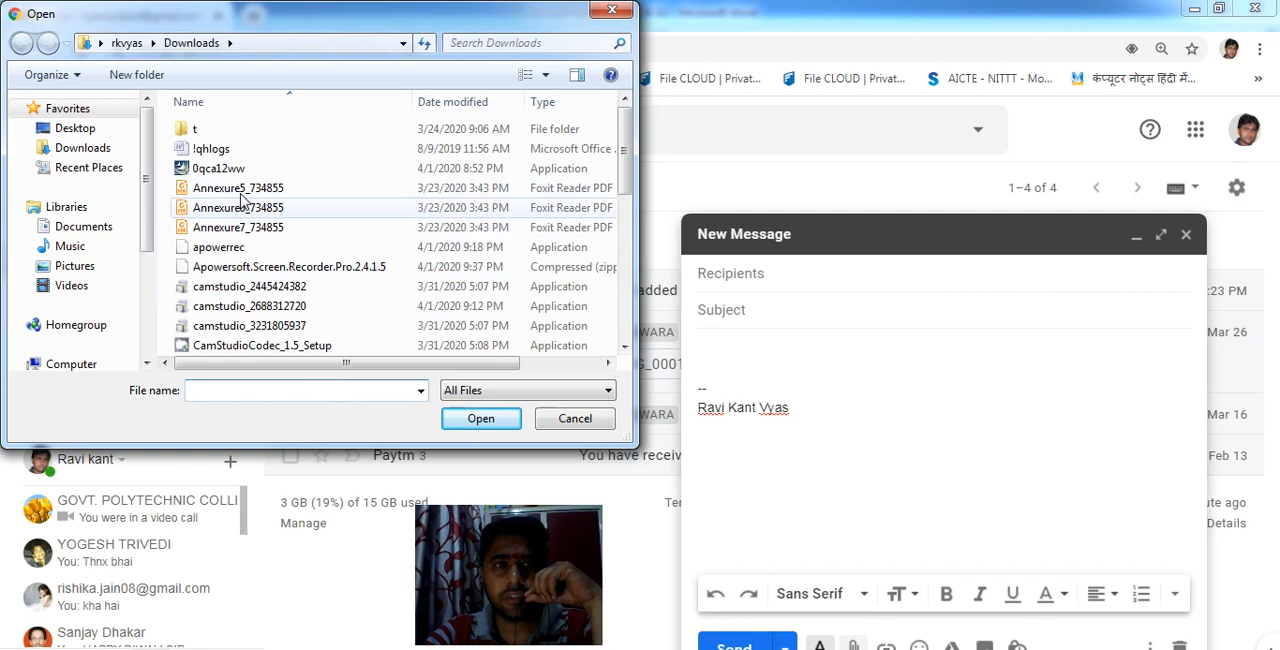 Open
rkvyas Downloads
Search Downloads
Organize New folder
Name Date modified Type
Favorites
Desktop
Downloads
Recent Places
Libraries
Documents
Music
Pictures
Videos
Homegroup
Computer
t 3/24/2020 9:06 AM File folder
!qhlogs 8/9/2019 11:56 AM Microsoft Office
0qca12ww 4/1/2020 8:52 PM Application
Annexure5_734855 3/23/2020 3:43 PM Foxit Reader PDF
_734855 3/23/2020 3:43 PM Foxit Reader PDF
Annexure7_734855 3/23/2020 3:43 PM Foxit Reader PDF
apowerrec 4/1/2020 9:18 PM Application
Apowersoft.Screen.Recorder.Pro.2.4.1.5 4/1/2020 9:37 PM Compressed (zipp
camstudio_2445424382 3/31/2020 5:07 PM Application
camstudio_2688312720 4/1/2020 9:12 PM Application
camstudio_3231805937 3/31/2020 5:07 PM Application
CamStudioCodec_1.5_Setup 3/31/2020 5:08 PM Application
File name: All Files
Open Cancel
File CLOUD | Privat... File CLOUD | Privat... AICTE - NITTT - Mo... कंप्यूटर नोट्स हिंदी में... »
1–4 of 4
New Message
Recipients
Subject
--
Ravi Kant Vyas
Sans Serif
Send
added :23 PM
WARA Mar 26
G_0001
WARA Mar 16
Paytm 3 You have receiv Feb 13
3 GB (19%) of 15 GB used
Manage
Ter
ute ago
Details
Ravi kant
GOVT. POLYTECHNIC COLLI
You were in a video call
YOGESH TRIVEDI
You: Thnx bhai
rishika.jain08@gmail.com
You: kha hai
Sanjay Dhakar